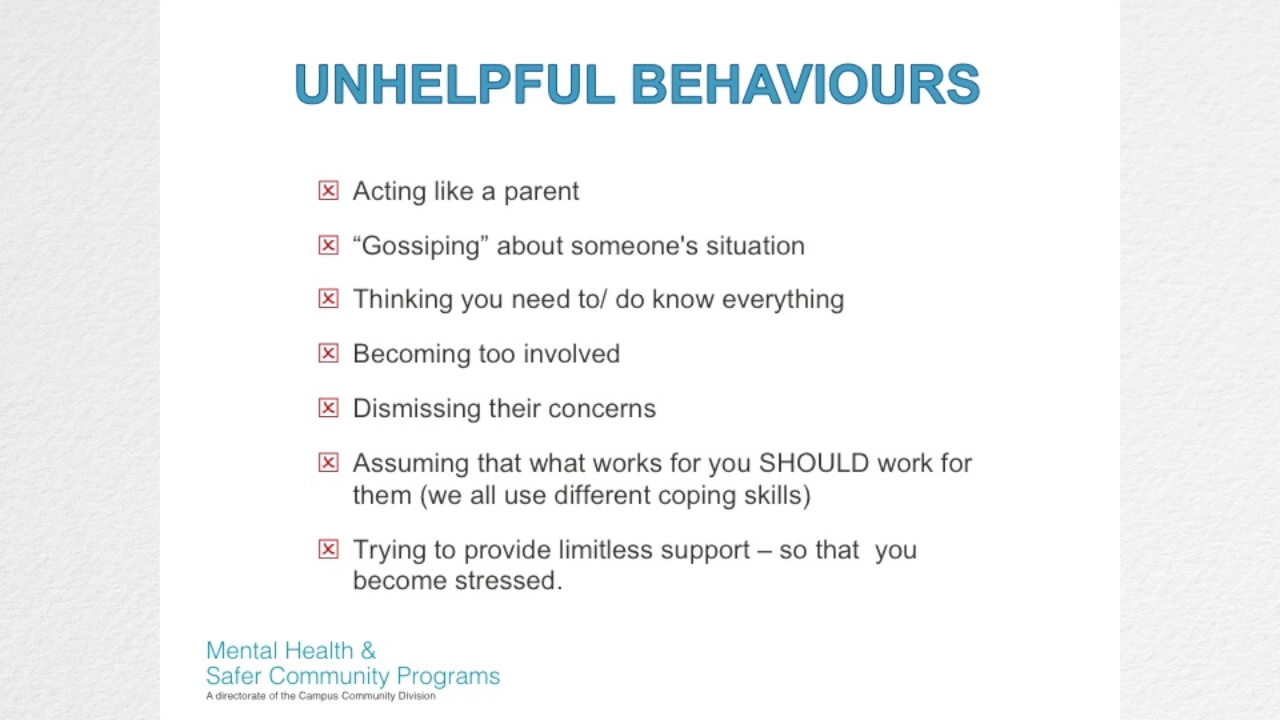 UNHELPFUL BEHAVIOURS
Acting like a parent
“Gossiping” about someone's situation
Thinking you need to/ do know everything
Becoming too involved
Dismissing their concerns
Assuming that what works for you SHOULD work for
them (we all use different coping skills)
Trying to provide limitless support – so that  you
become stressed.
Mental Health &
Safer Community Programs
A directorate of the Campus Community Division